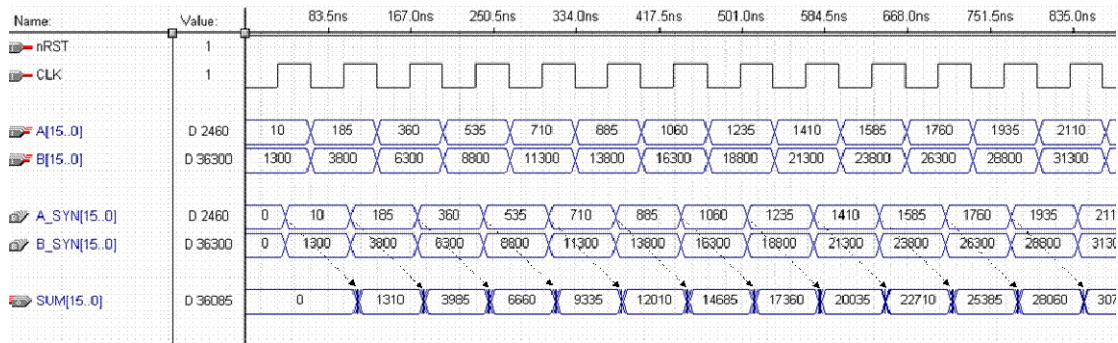 Name: Value: 83.5ns 167.0ns 250.5ns 334.0ns 417.5ns 501.0ns 584.5ns 668.0ns 751.5ns 835.0ns
nRST 1
CLK 1
A[15..0] D 2460 10 185 360 535 710 885 1060 1235 1410 1585 1760 1935 2110
B[15..0] D 36300 1300 3800 6300 8800 11300 13800 16300 18800 21300 23800 26300 28800 31300
A_SYN[15..0] D 2460 0 10 185 360 535 710 885 1060 1235 1410 1585 1760 1935 211
B_SYN[15..0] D 36300 0 1300 3800 6300 8800 11300 13800 16300 18800 21300 23800 26300 28800 313
SUM[15..0] D 36085 0 1310 3985 6660 9335 12010 14685 17360 20035 22710 25385 28060 307